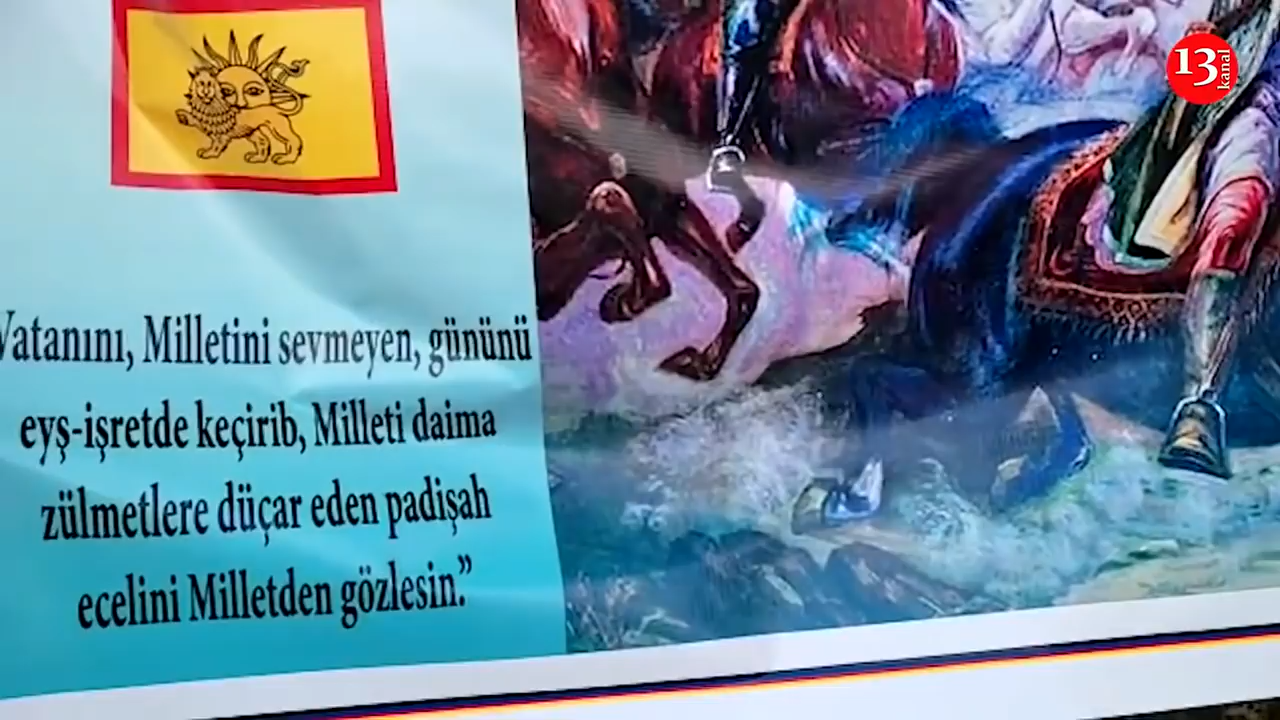 13
kanal
Vatanını, Milletini sevmeyen, gününü
eyş-işretde keçirib, Milleti daima
zülmetlere düçar eden padişah
ecelini Milletden gözlesin.”